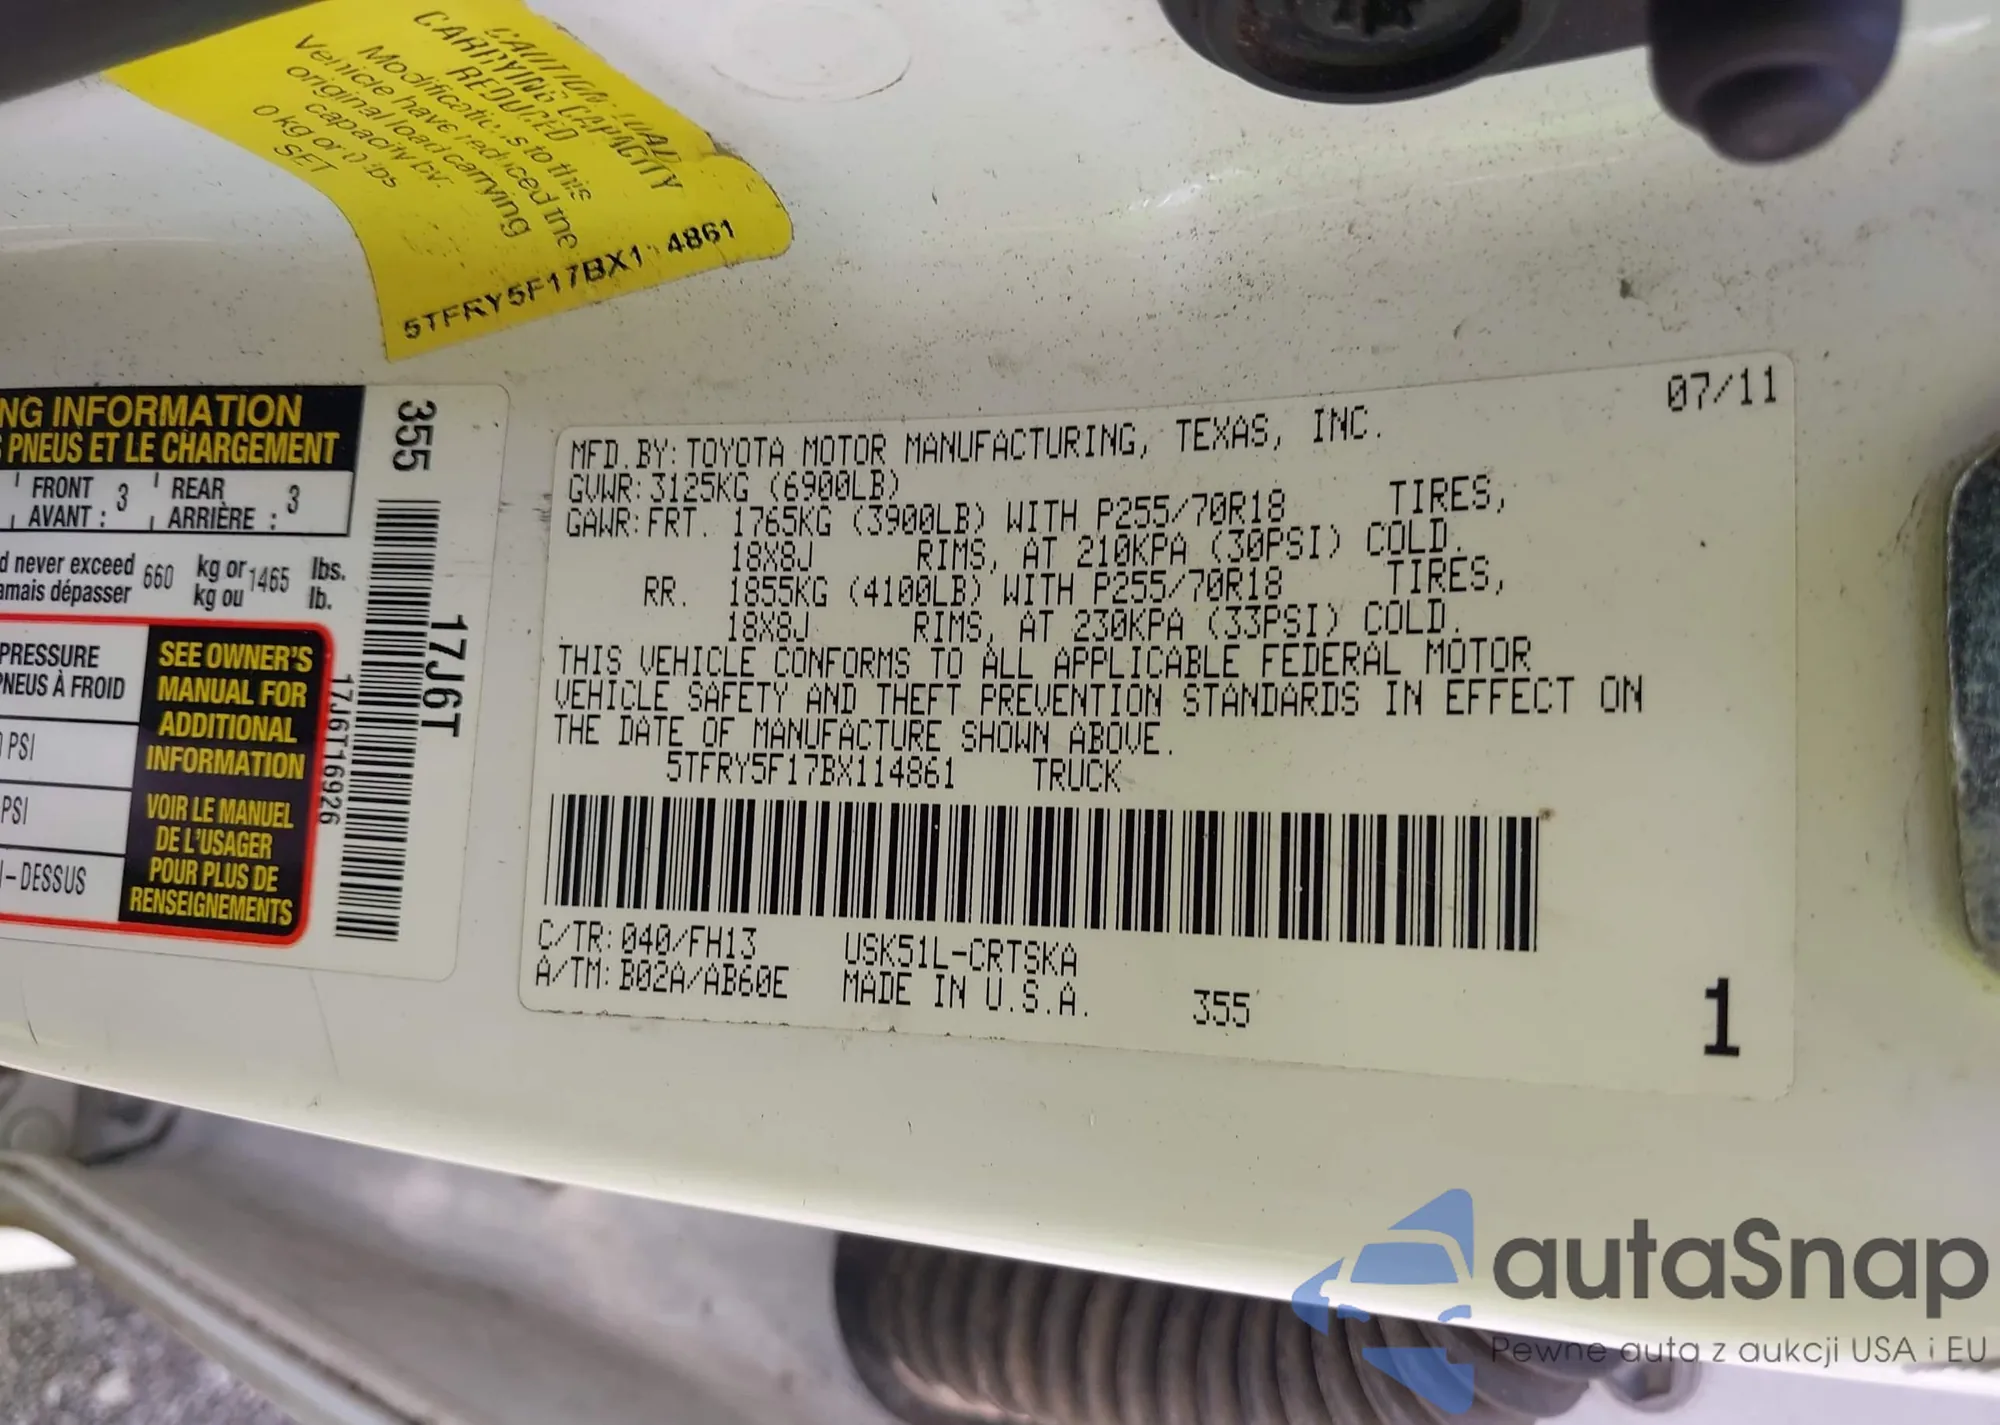 CAUTION: LOAD
CARRYING CAPACITY
REDUCED
Modifications to this
Vehicle have reduced the
original load carrying
capacity by:
0 kg or 0 lbs
SET
5TFRY5F17BX1 4861
NG INFORMATION
S PNEUS ET LE CHARGEMENT
FRONT 3 REAR 3
AVANT : ARRIÈRE :
d never exceed 660 kg or 1465 lbs.
amais dépasser kg ou lb.
PRESSURE
PNEUS À FROID
PSI
PSI
I-DESSUS
SEE OWNER'S
MANUAL FOR
ADDITIONAL
INFORMATION
VOIR LE MANUEL
DE L'USAGER
POUR PLUS DE
RENSEIGNEMENTS
355
17J6T
17J6T16926
07/11
MFD. BY: TOYOTA MOTOR MANUFACTURING, TEXAS, INC.
GVWR: 3125KG (6900LB)
GAWR: FRT. 1765KG (3900LB) WITH P255/70R18 TIRES,
18X8J RIMS, AT 210KPA (30PSI) COLD.
RR. 1855KG (4100LB) WITH P255/70R18 TIRES,
18X8J RIMS, AT 230KPA (33PSI) COLD.
THIS VEHICLE CONFORMS TO ALL APPLICABLE FEDERAL MOTOR
VEHICLE SAFETY AND THEFT PREVENTION STANDARDS IN EFFECT ON
THE DATE OF MANUFACTURE SHOWN ABOVE.
5TFRY5F17BX114861 TRUCK
C/TR: 040/FH13 USK51L-CRTSKA
A/TM: B02A/AB60E MADE IN U.S.A. 355
1
autaSnap
Pewne auta z aukcji USA i EU